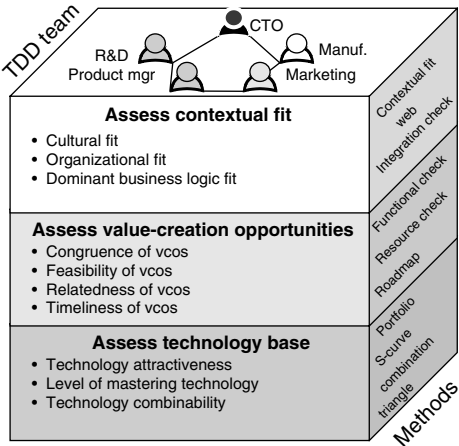 TDD team
CTO
R&D
Manuf.
Product mgr
Marketing
Assess contextual fit
• Cultural fit
• Organizational fit
• Dominant business logic fit
Contextual fit
web
Integration check
Assess value-creation opportunities
• Congruence of vcos
• Feasibility of vcos
• Relatedness of vcos
• Timeliness of vcos
Functional check
Resource check
Roadmap
Assess technology base
• Technology attractiveness
• Level of mastering technology
• Technology combinability
Portfolio
S-curve
combination
triangle
Methods